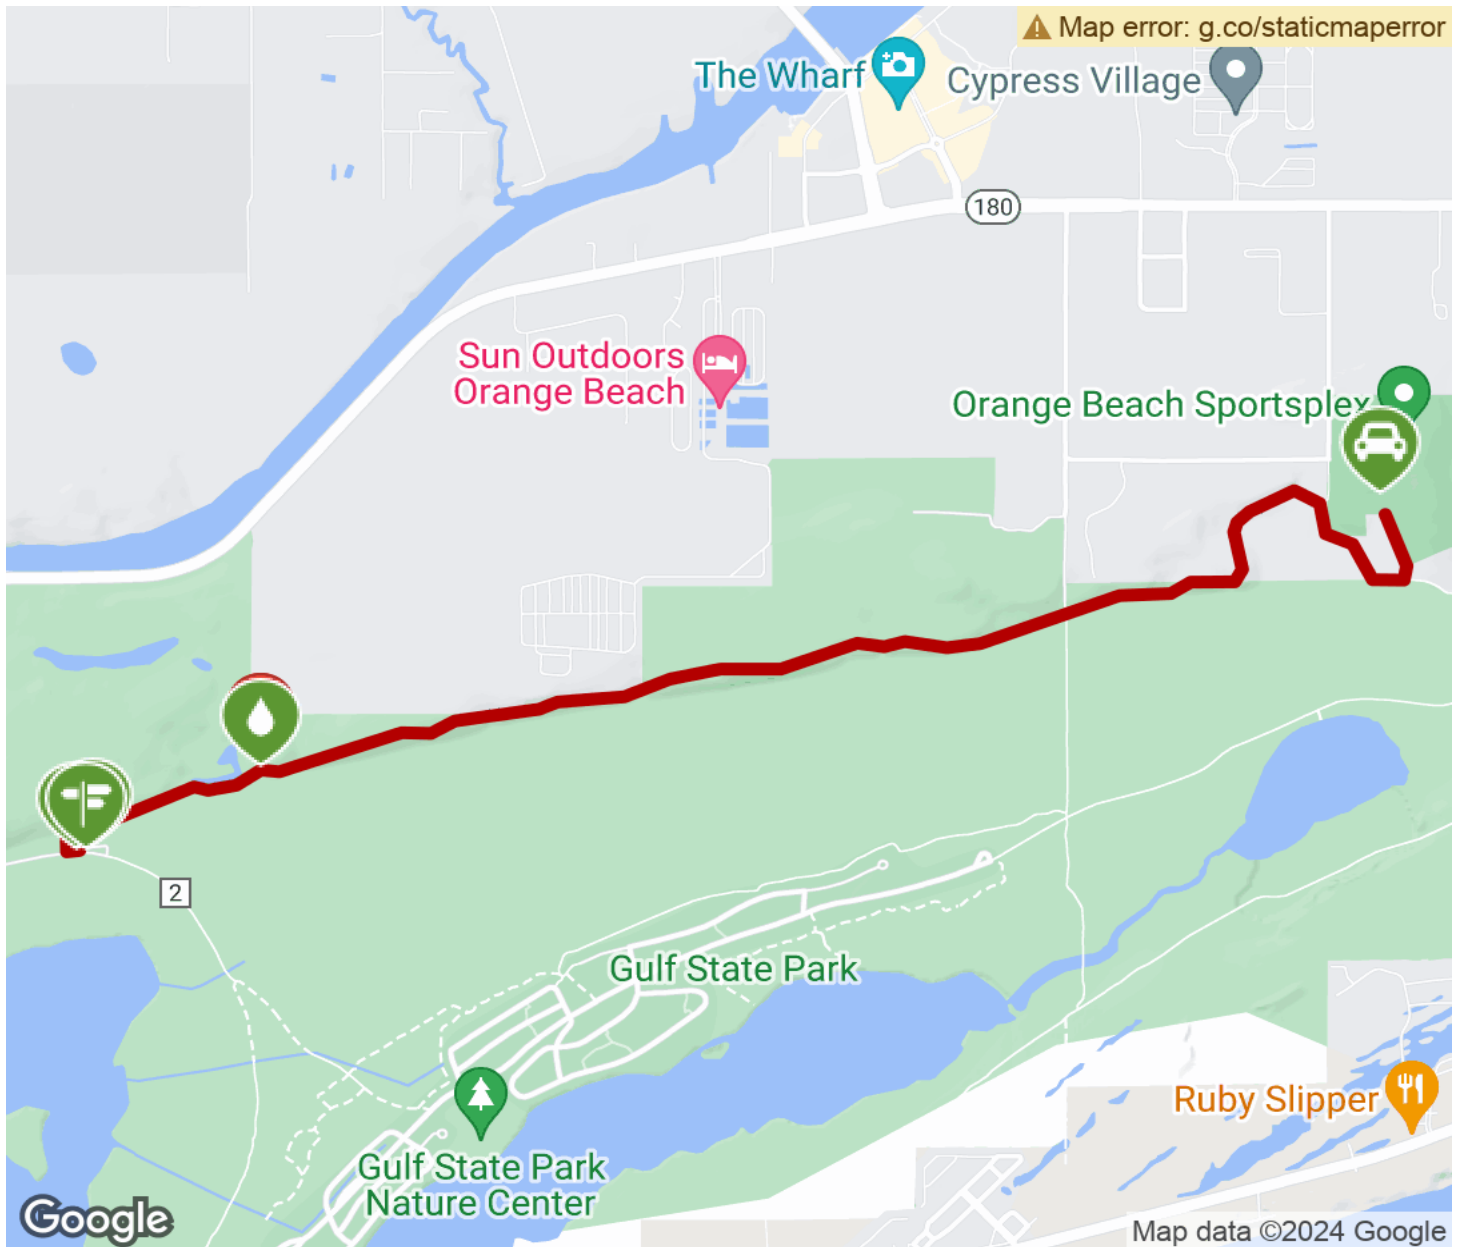 Map error: g.co/staticmaperror
The Wharf
Cypress Village
180
Sun Outdoors
Orange Beach
Orange Beach Sportsplex
2
Gulf State Park
Ruby Slipper
Gulf State Park
Nature Center
Google
Map data ©2024 Google